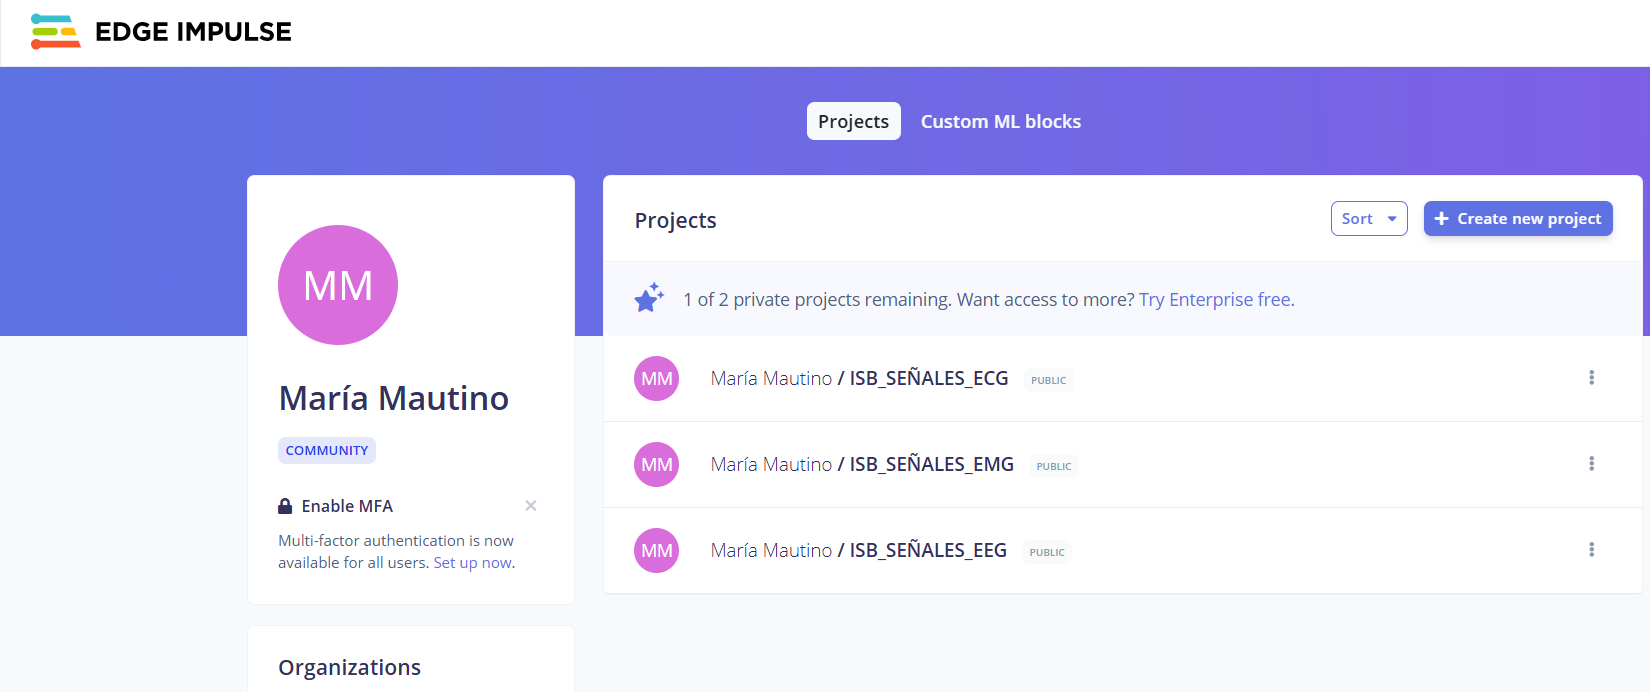 EDGE IMPULSE
Projects
Custom ML blocks
MM
María Mautino
COMMUNITY
Enable MFA
Multi-factor authentication is now
available for all users. Set up now.
Organizations
Projects
Sort
Create new project
1 of 2 private projects remaining. Want access to more? Try Enterprise free.
MM María Mautino / ISB_SEÑALES_ECG PUBLIC
MM María Mautino / ISB_SEÑALES_EMG PUBLIC
MM María Mautino / ISB_SEÑALES_EEG PUBLIC